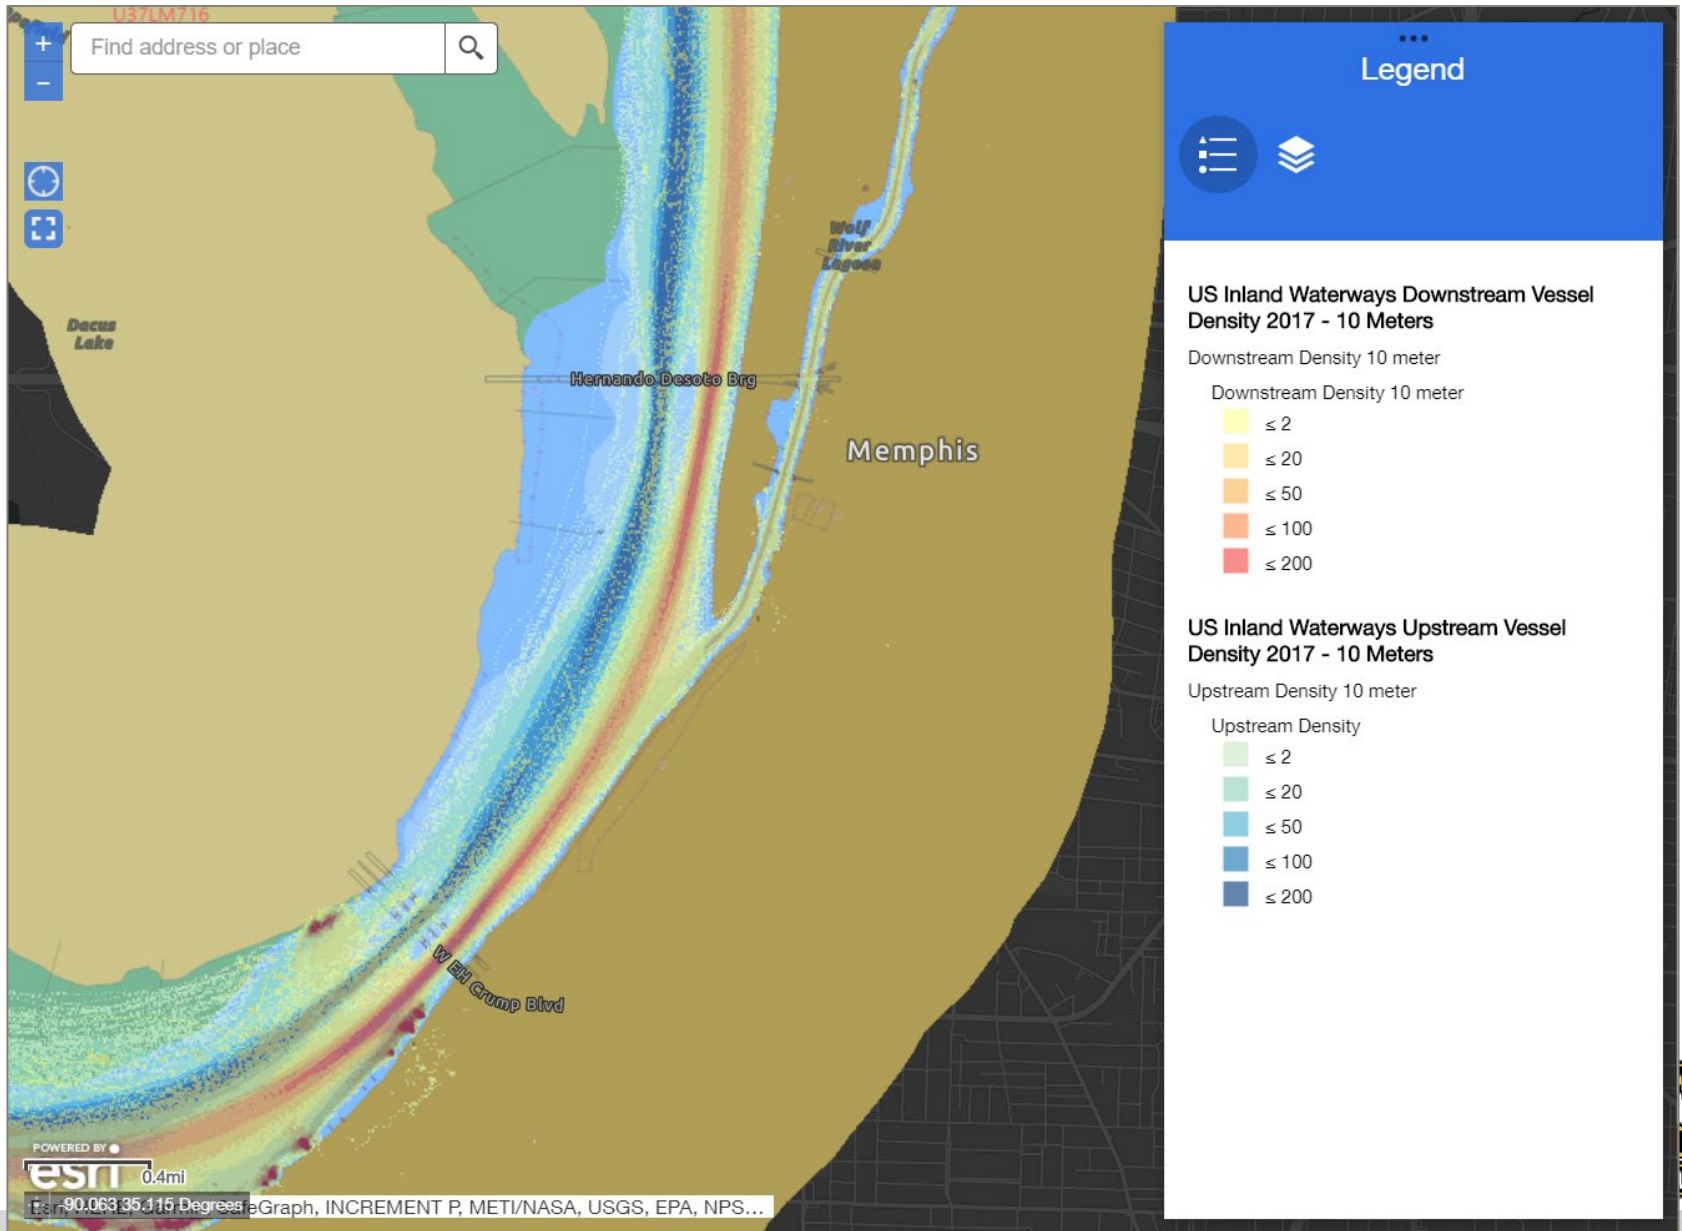 U37LM716
+
Find address or place
−
Legend
Wolf
River
Lagoon
Dacus
Lake
Hernando Desoto Brg
Memphis
W EH Crump Blvd
US Inland Waterways Downstream Vessel
Density 2017 - 10 Meters
Downstream Density 10 meter
Downstream Density 10 meter
≤ 2
≤ 20
≤ 50
≤ 100
≤ 200
US Inland Waterways Upstream Vessel
Density 2017 - 10 Meters
Upstream Density 10 meter
Upstream Density
≤ 2
≤ 20
≤ 50
≤ 100
≤ 200
POWERED BY
esri
0.4mi
-90.063 35.115 Degrees
Esri, HERE, Garmin, SafeGraph, INCREMENT P, METI/NASA, USGS, EPA, NPS...